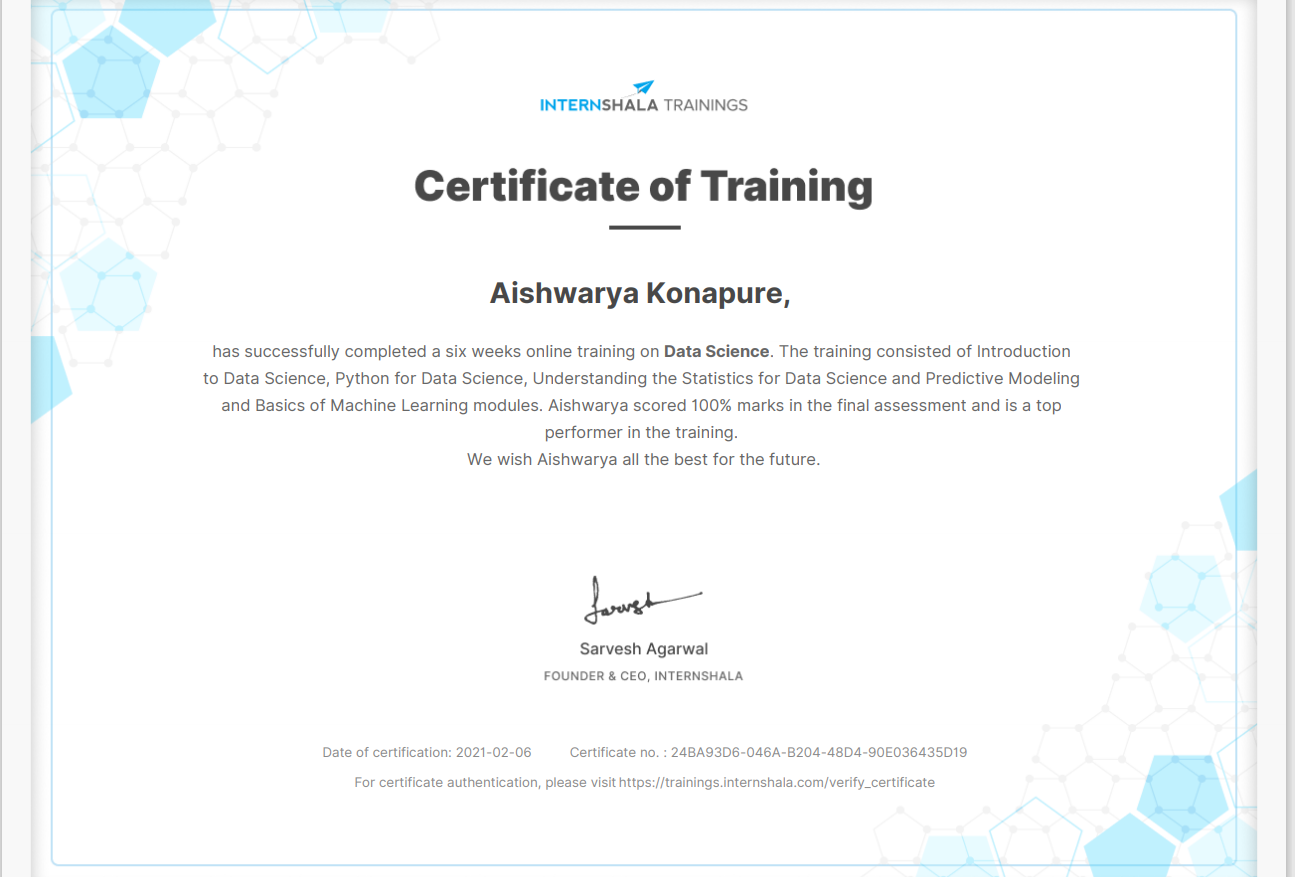 INTERNSHALA TRAININGS
Certificate of Training
Aishwarya Konapure,
has successfully completed a six weeks online training on Data Science. The training consisted of Introduction
to Data Science, Python for Data Science, Understanding the Statistics for Data Science and Predictive Modeling
and Basics of Machine Learning modules. Aishwarya scored 100% marks in the final assessment and is a top
performer in the training.
We wish Aishwarya all the best for the future.
Sarvesh
Sarvesh Agarwal
FOUNDER & CEO, INTERNSHALA
Date of certification: 2021-02-06 Certificate no. : 24BA93D6-046A-B204-48D4-90E036435D19
For certificate authentication, please visit https://trainings.internshala.com/verify_certificate